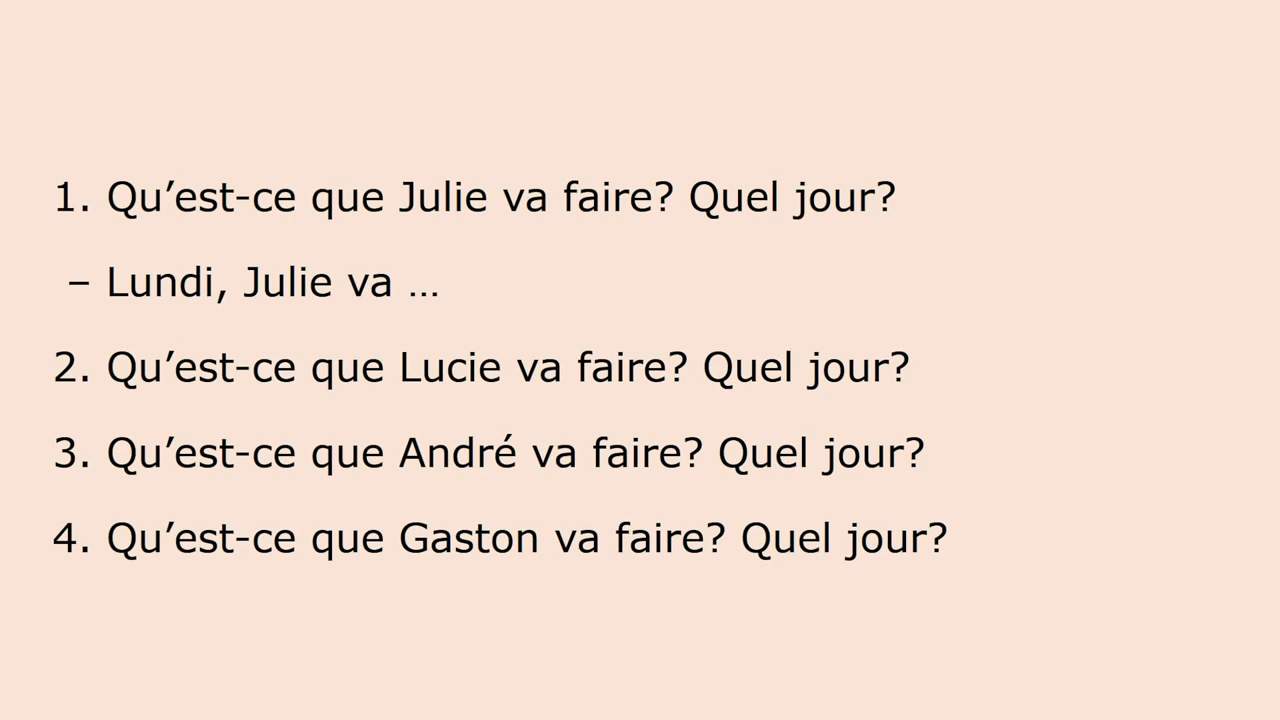 1. Qu’est-ce que Julie va faire? Quel jour?
– Lundi, Julie va …
2. Qu’est-ce que Lucie va faire? Quel jour?
3. Qu’est-ce que André va faire? Quel jour?
4. Qu’est-ce que Gaston va faire? Quel jour?